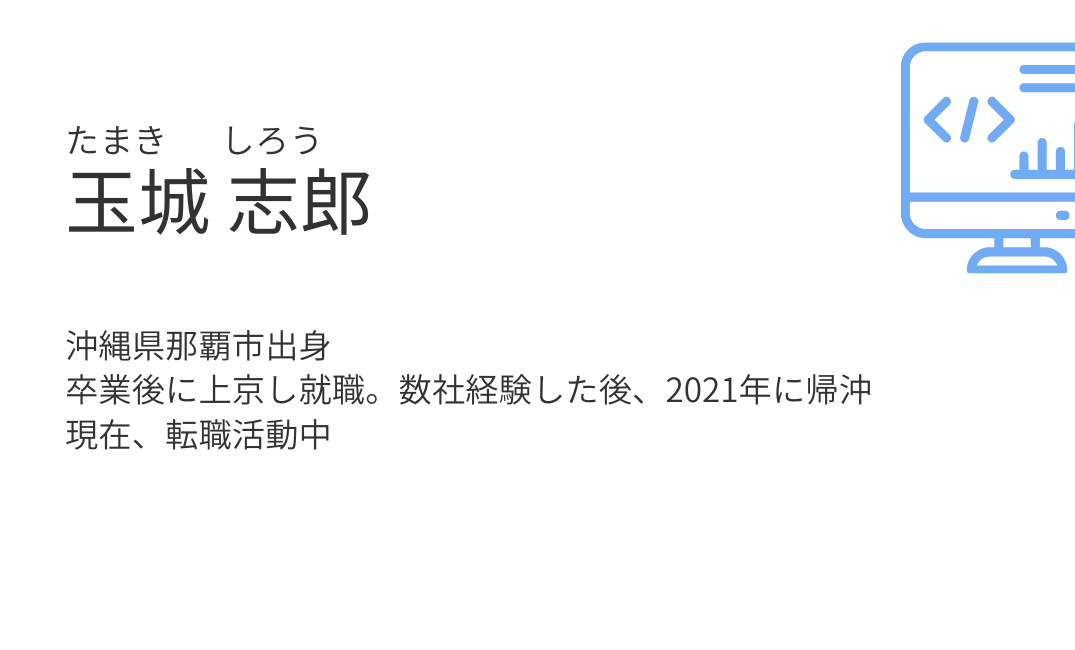 たまき しろう
玉城 志郎
沖縄県那覇市出身
卒業後に上京し就職。数社経験した後、2021年に帰沖
現在、転職活動中